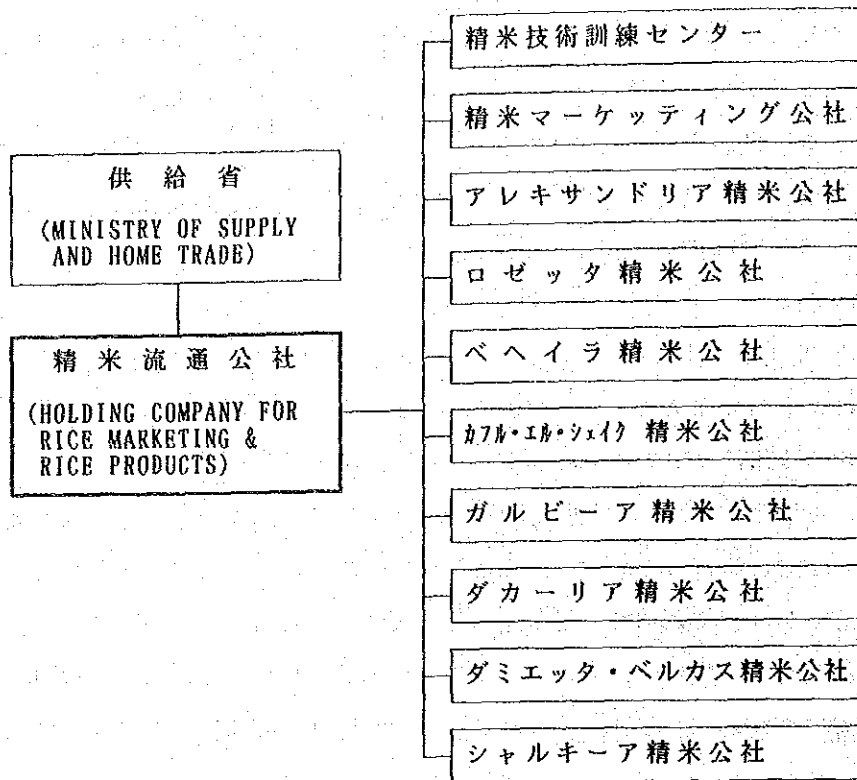 供給省
(MINISTRY OF SUPPLY
AND HOME TRADE)
精米流通公社
(HOLDING COMPANY FOR
RICE MARKETING &
RICE PRODUCTS)
精米技術訓練センター
精米マーケッティング公社
アレキサンドリア精米公社
ロゼッタ精米公社
ベヘイラ精米公社
カフル・エル・シェイク 精米公社
ガルビーア精米公社
ダカーリア精米公社
ダミエッタ・ベルカス精米公社
シャルキーア精米公社